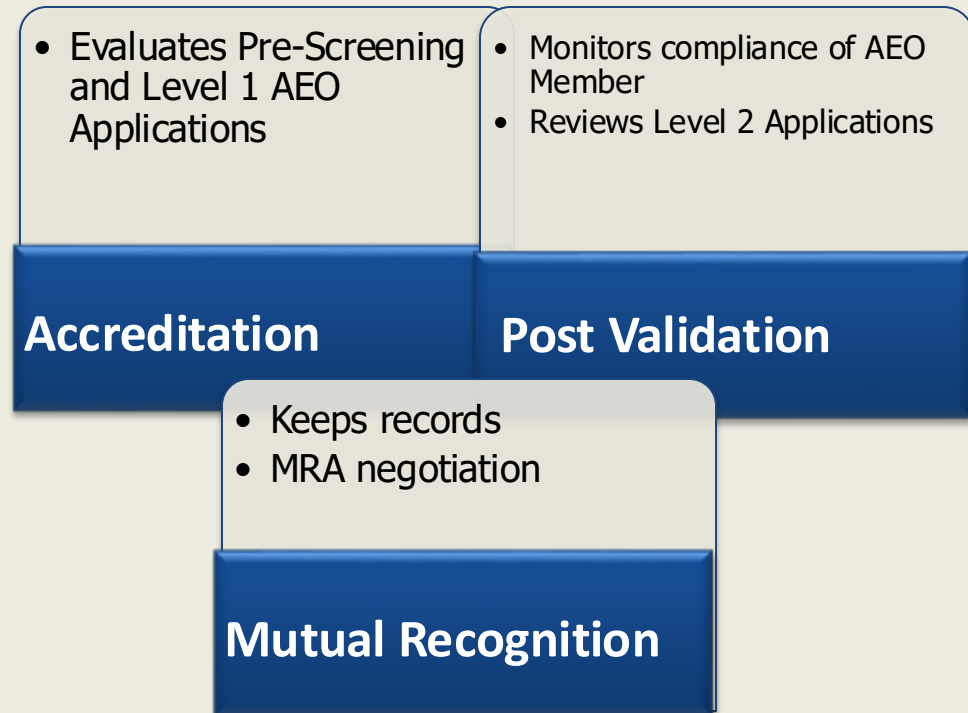 • Evaluates Pre-Screening
and Level 1 AEO
Applications
Accreditation
• Monitors compliance of AEO
Member
• Reviews Level 2 Applications
Post Validation
• Keeps records
• MRA negotiation
Mutual Recognition